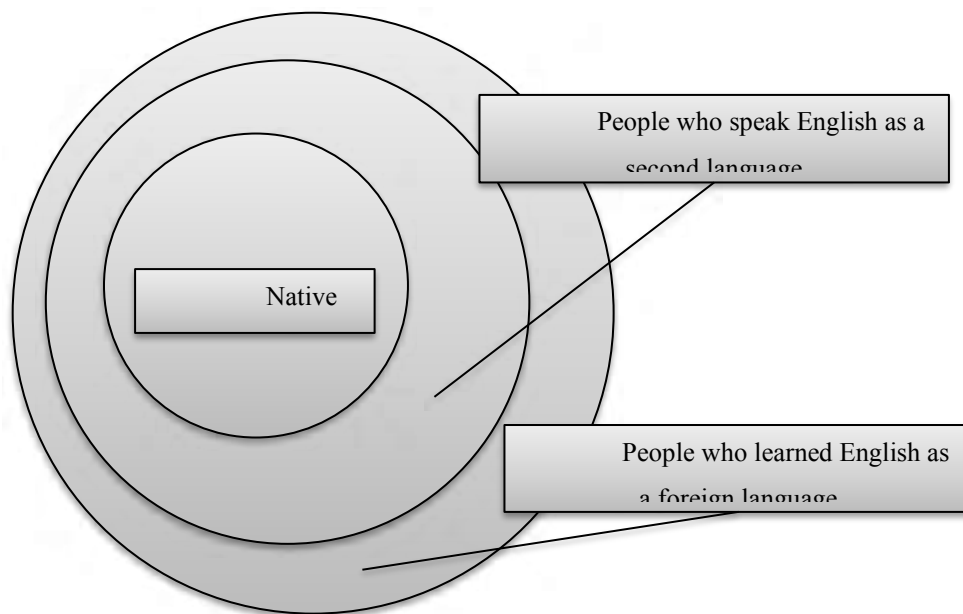 People who speak English as a
second language
Native
People who learned English as
a foreign language